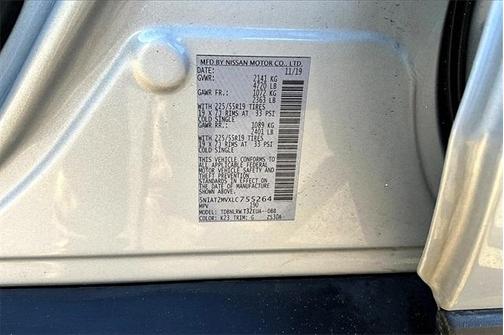 MFD BY NISSAN MOTOR CO., LTD.
DATE: 11/19
GVWR: 2141 KG
4720 LB
GAWR FR.: 1072 KG
2363 LB
WITH 225/55R19 TIRES
19 X 7J RIMS AT 33 PSI
COLD SINGLE
GAWR RR.: 1089 KG
2401 LB
WITH 225/55R19 TIRES
19 X 7J RIMS AT 33 PSI
COLD SINGLE
THIS VEHICLE CONFORMS TO
ALL APPLICABLE FEDERAL
MOTOR VEHICLE SAFETY AND
THEFT PREVENTION
STANDARDS IN EFFECT ON THE
DATE OF MANUFACTURE SHOWN
ABOVE.
5N1AT2MVXLC755264
MPV 190
MODEL: TDBNLRW T32EUA--DB8
COLOR: K23 TRIM: G